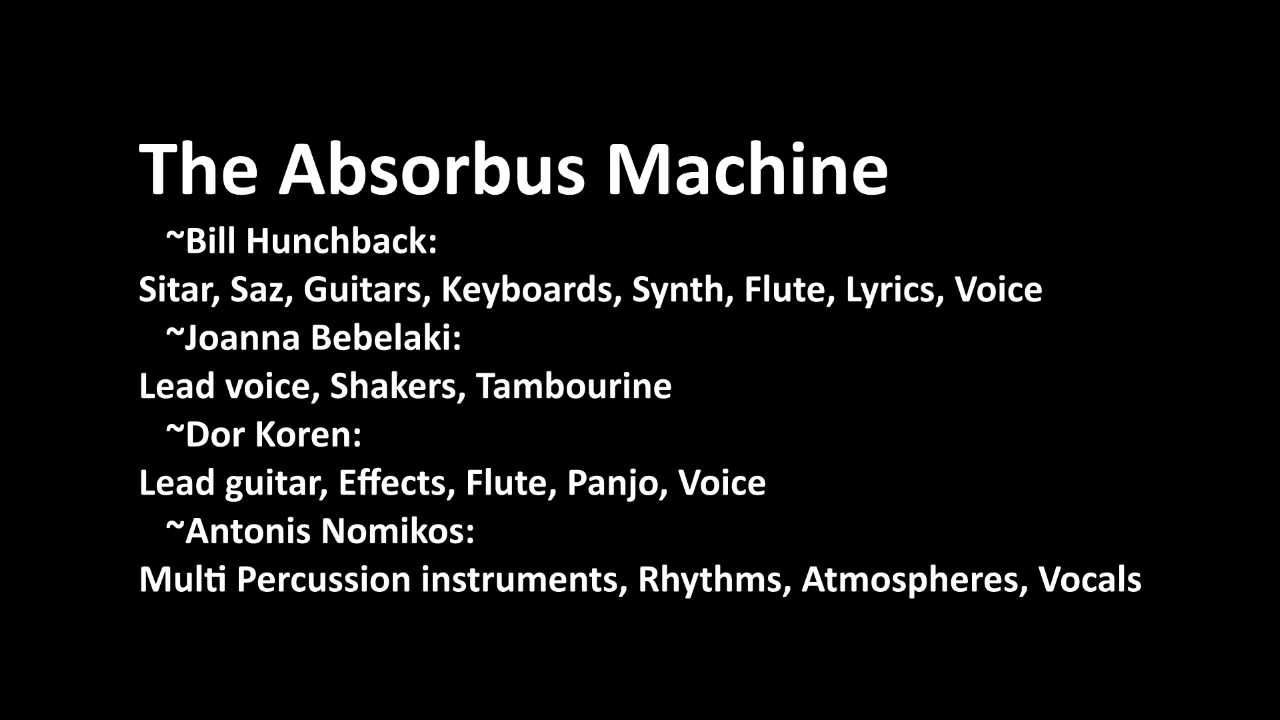 The Absorbus Machine
~Bill Hunchback:
Sitar, Saz, Guitars, Keyboards, Synth, Flute, Lyrics, Voice
~Joanna Bebelaki:
Lead voice, Shakers, Tambourine
~Dor Koren:
Lead guitar, Effects, Flute, Panjo, Voice
~Antonis Nomikos:
Multi Percussion instruments, Rhythms, Atmospheres, Vocals